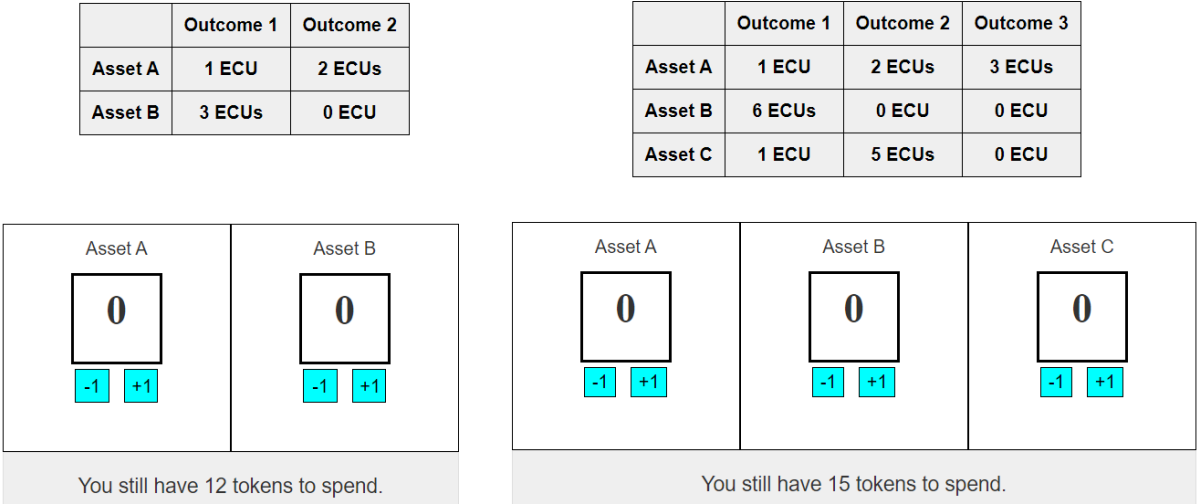 Outcome 1 Outcome 2
Asset A 1 ECU 2 ECUs
Asset B 3 ECUs 0 ECU
Asset A Asset B
0 0
-1 +1 -1 +1
You still have 12 tokens to spend.
Outcome 1 Outcome 2 Outcome 3
Asset A 1 ECU 2 ECUs 3 ECUs
Asset B 6 ECUs 0 ECU 0 ECU
Asset C 1 ECU 5 ECUs 0 ECU
Asset A Asset B Asset C
0 0 0
-1 +1 -1 +1 -1 +1
You still have 15 tokens to spend.